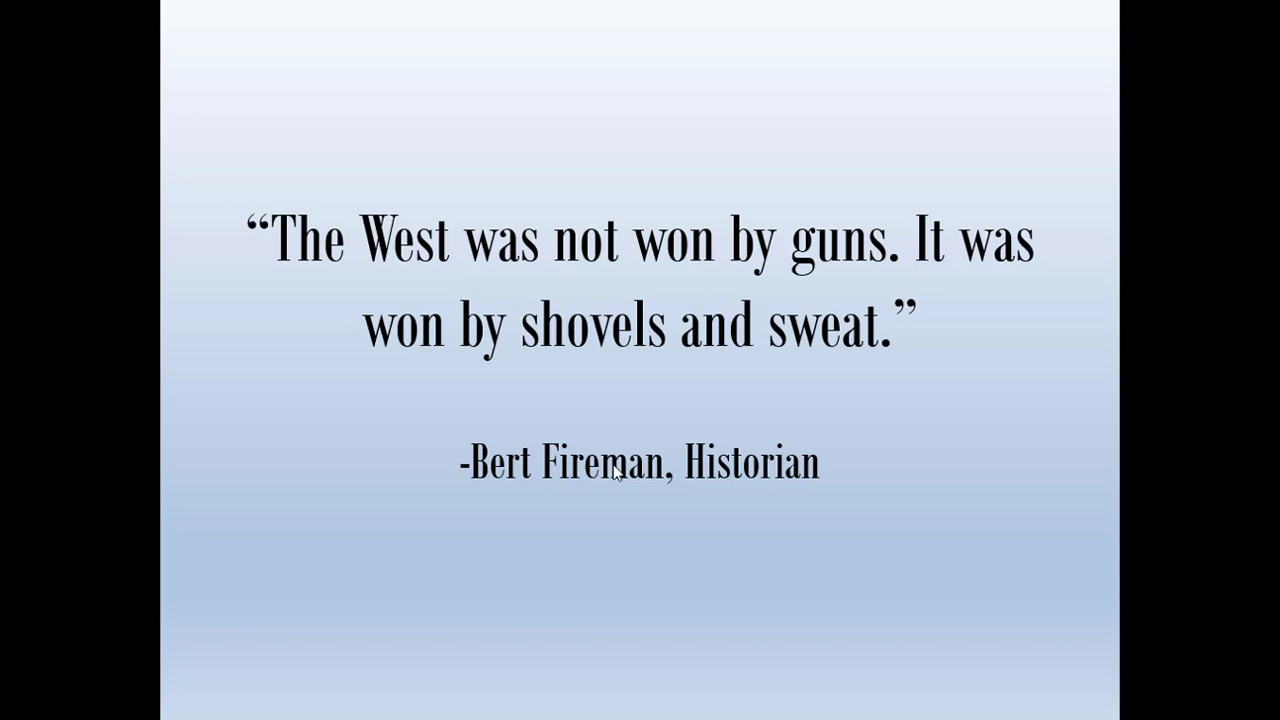 “The West was not won by guns. It was
won by shovels and sweat.”
-Bert Fireman, Historian